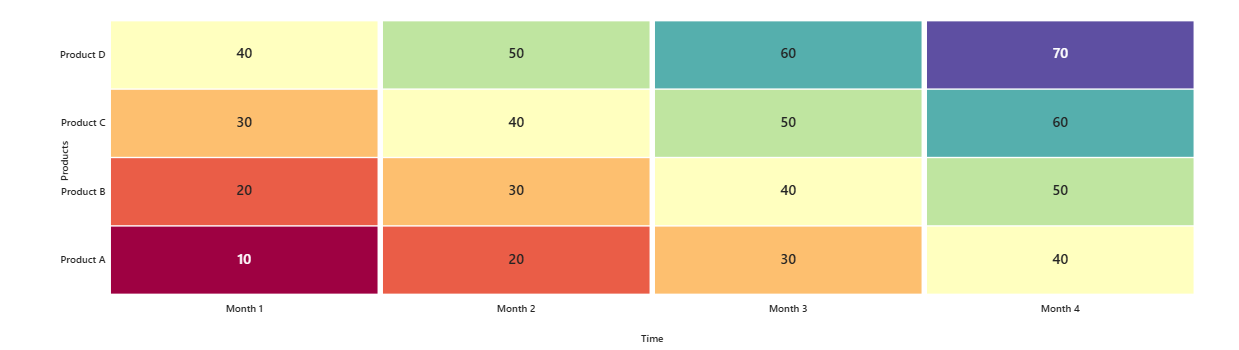 Product D 40 50 60 70
Product C 30 40 50 60
Products
Product B 20 30 40 50
Product A 10 20 30 40
Month 1 Month 2 Month 3 Month 4
Time